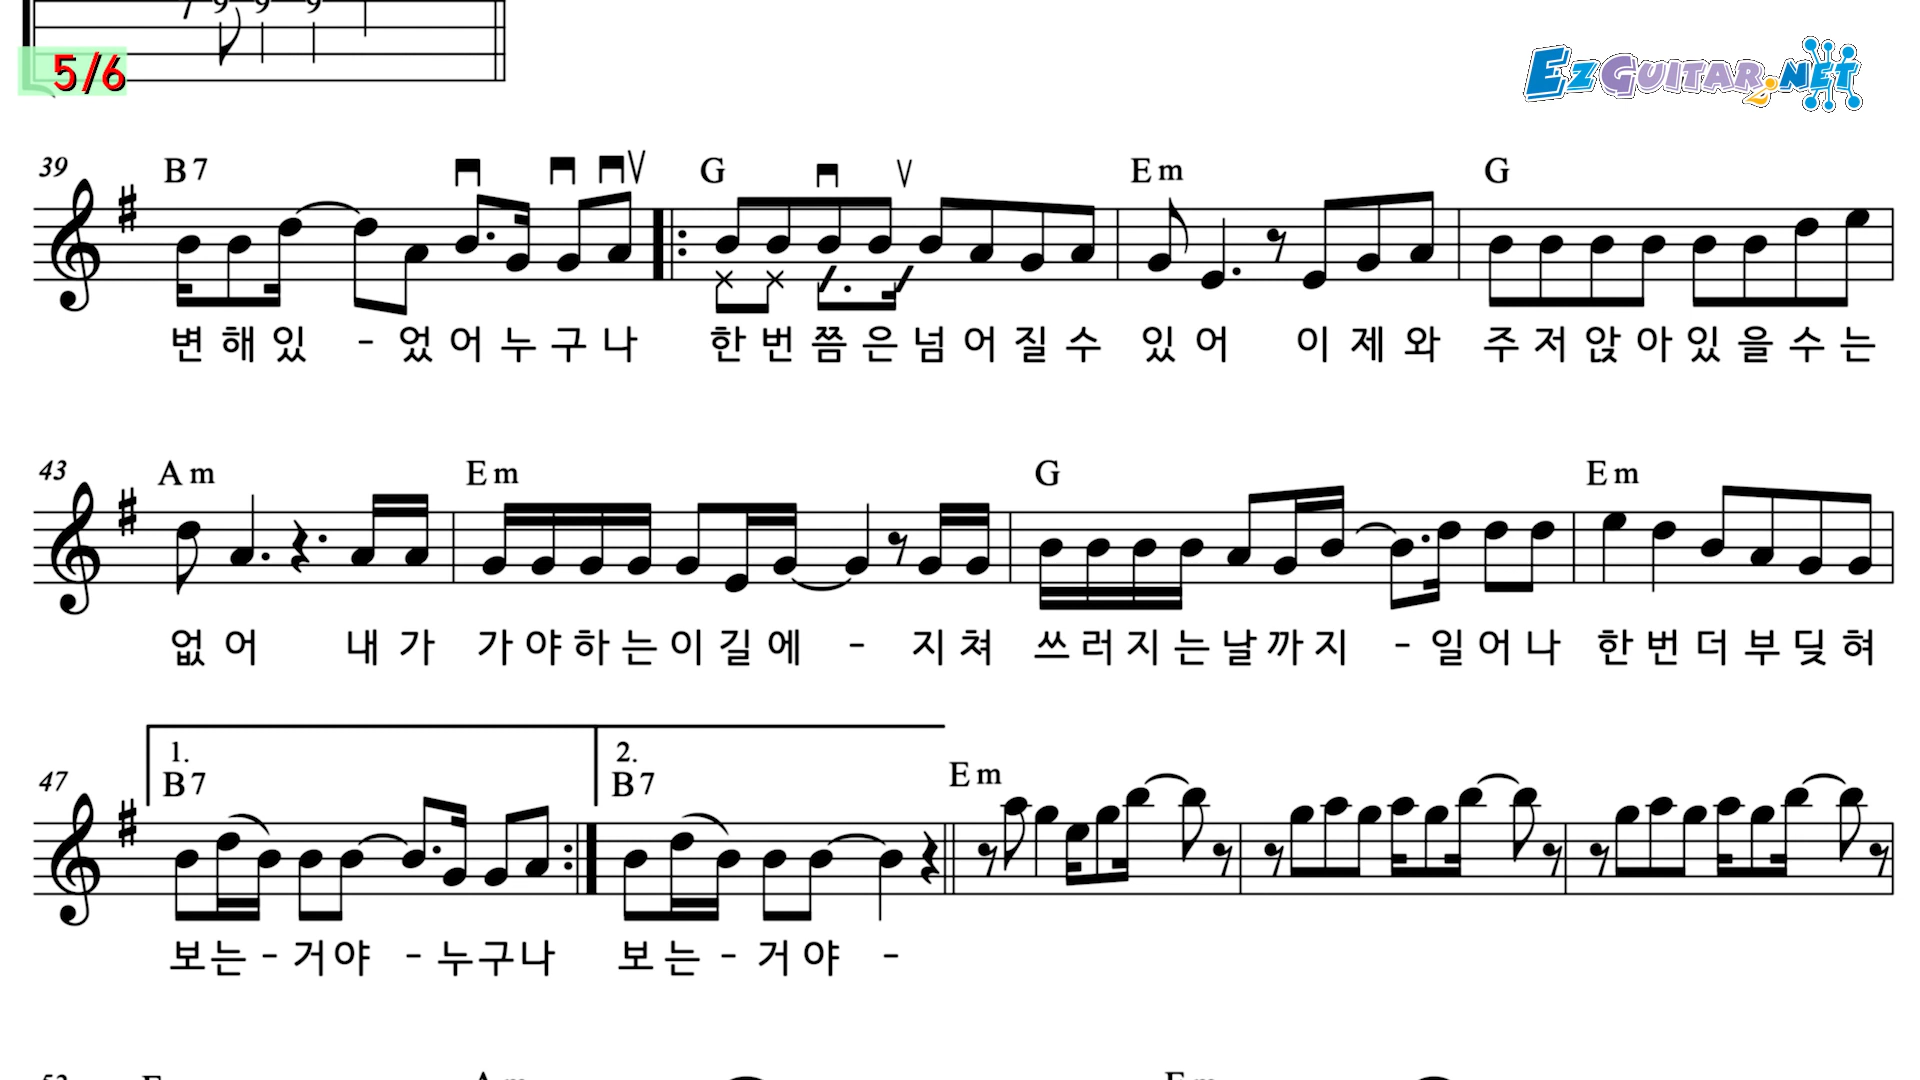 9 9 9
5/6
EzGuitar2.net
39 B7 G Em G
변해있 - 었어누구나 한번쯤은넘어질수 있어 이제와 주저앉아있을수는
43 Am Em G Em
없어 내가 가야하는이길에 - 지쳐 쓰러지는날까지 - 일어나 한번더부딪혀
1. 2.
47 B7 B7 Em
보는 - 거야 - 누구나 보는 - 거야 -